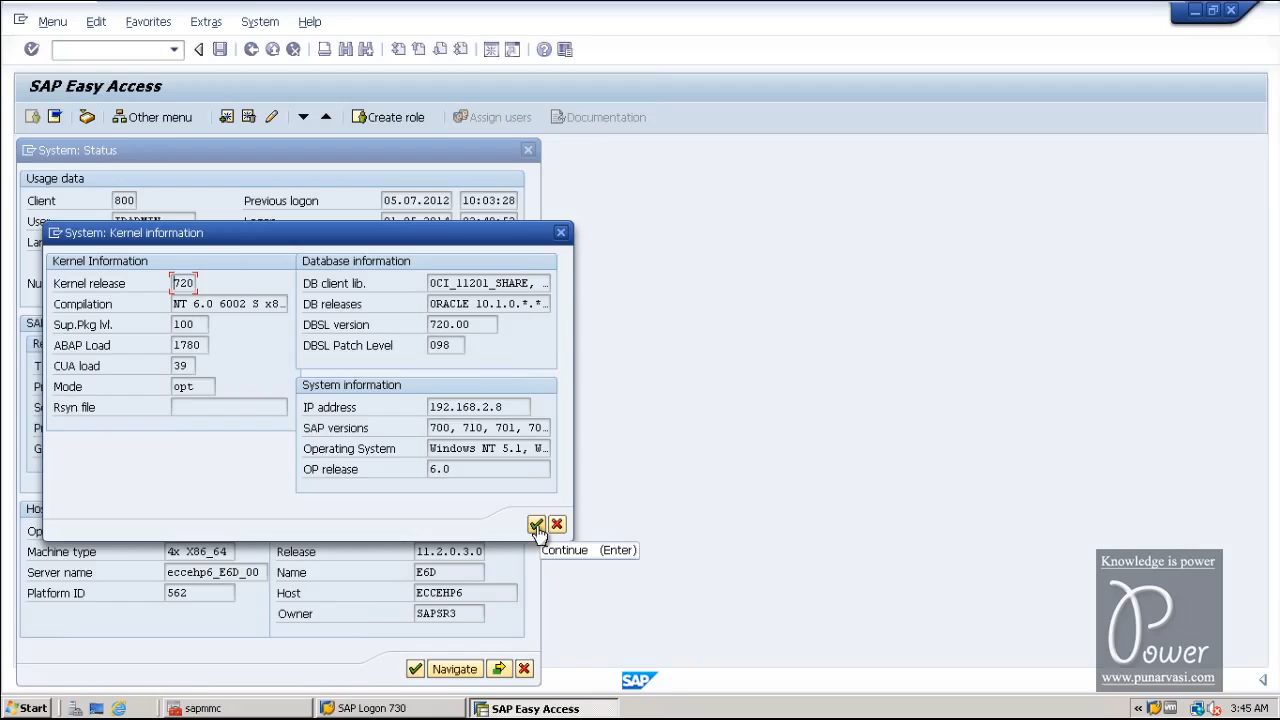 Menu Edit Favorites Extras System Help
SAP Easy Access
Other menu Create role Assign users Documentation
System: Status
Usage data
Client 800 Previous logon 05.07.2012 10:03:28
System: Kernel information
Kernel Information
Kernel release 720
Compilation NT 6.0 6002 S x8…
Sup.Pkg lvl. 100
ABAP Load 1780
CUA load 39
Mode opt
Rsyn file
Database information
DB client lib. OCI_11201_SHARE, …
DB releases ORACLE 10.1.0.*.*…
DBSL version 720.00
DBSL Patch Level 098
System information
IP address 192.168.2.8
SAP versions 700, 710, 701, 70…
Operating System Windows NT 5.1, W…
OP release 6.0
Continue (Enter)
Machine type 4x X86_64 Release 11.2.0.3.0
Server name eccehp6_E6D_00 Name E6D
Platform ID 562 Host ECCEHP6
Owner SAPSR3
Navigate
SAP
Knowledge is power
Power
www.punarvasi.com
Start sapmmc SAP Logon 730 SAP Easy Access 3:45 AM